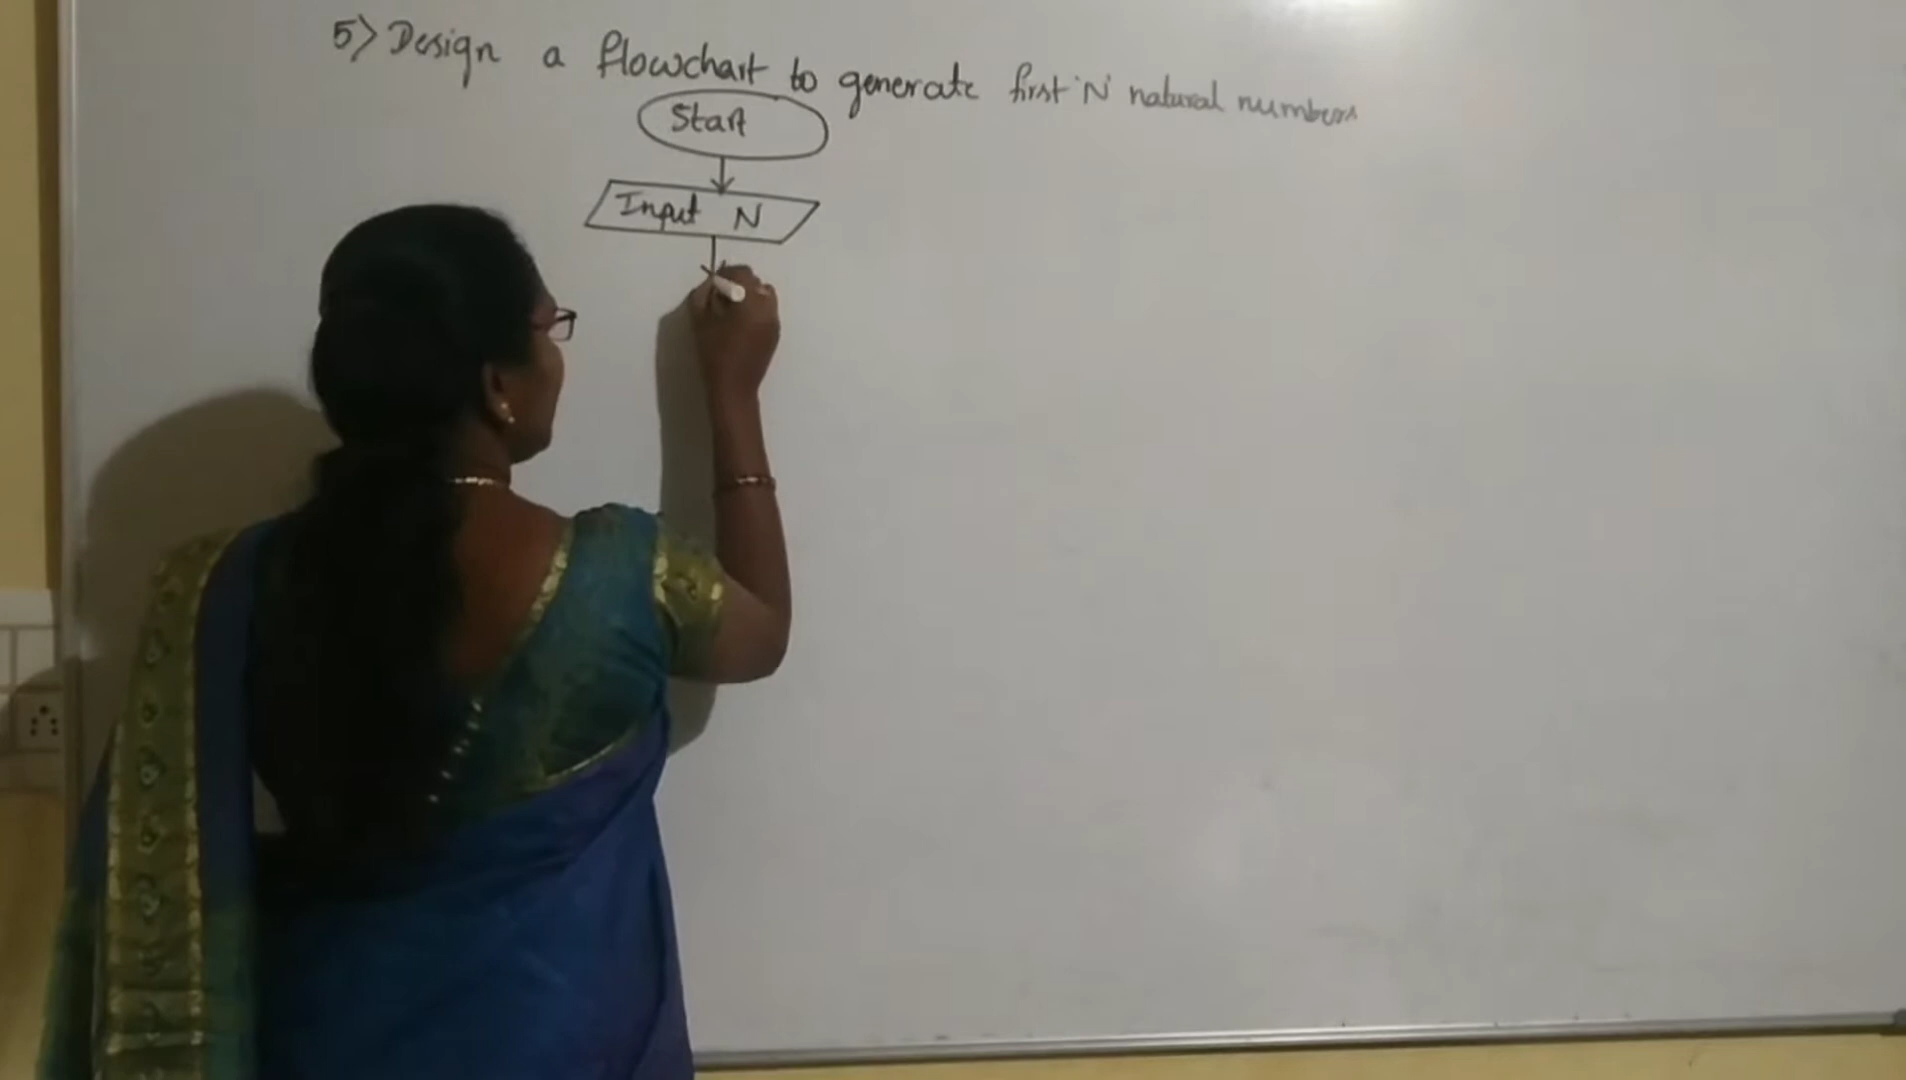 5> Design a flowchart to generate first 'N' natural numbers
Start
Input N